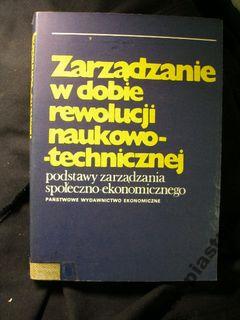 Zarządzanie
w dobie
rewolucji
naukowo-
-technicznej
podstawy zarządzania
społeczno-ekonomicznego
PAŃSTWOWE WYDAWNICTWO EKONOMICZNE